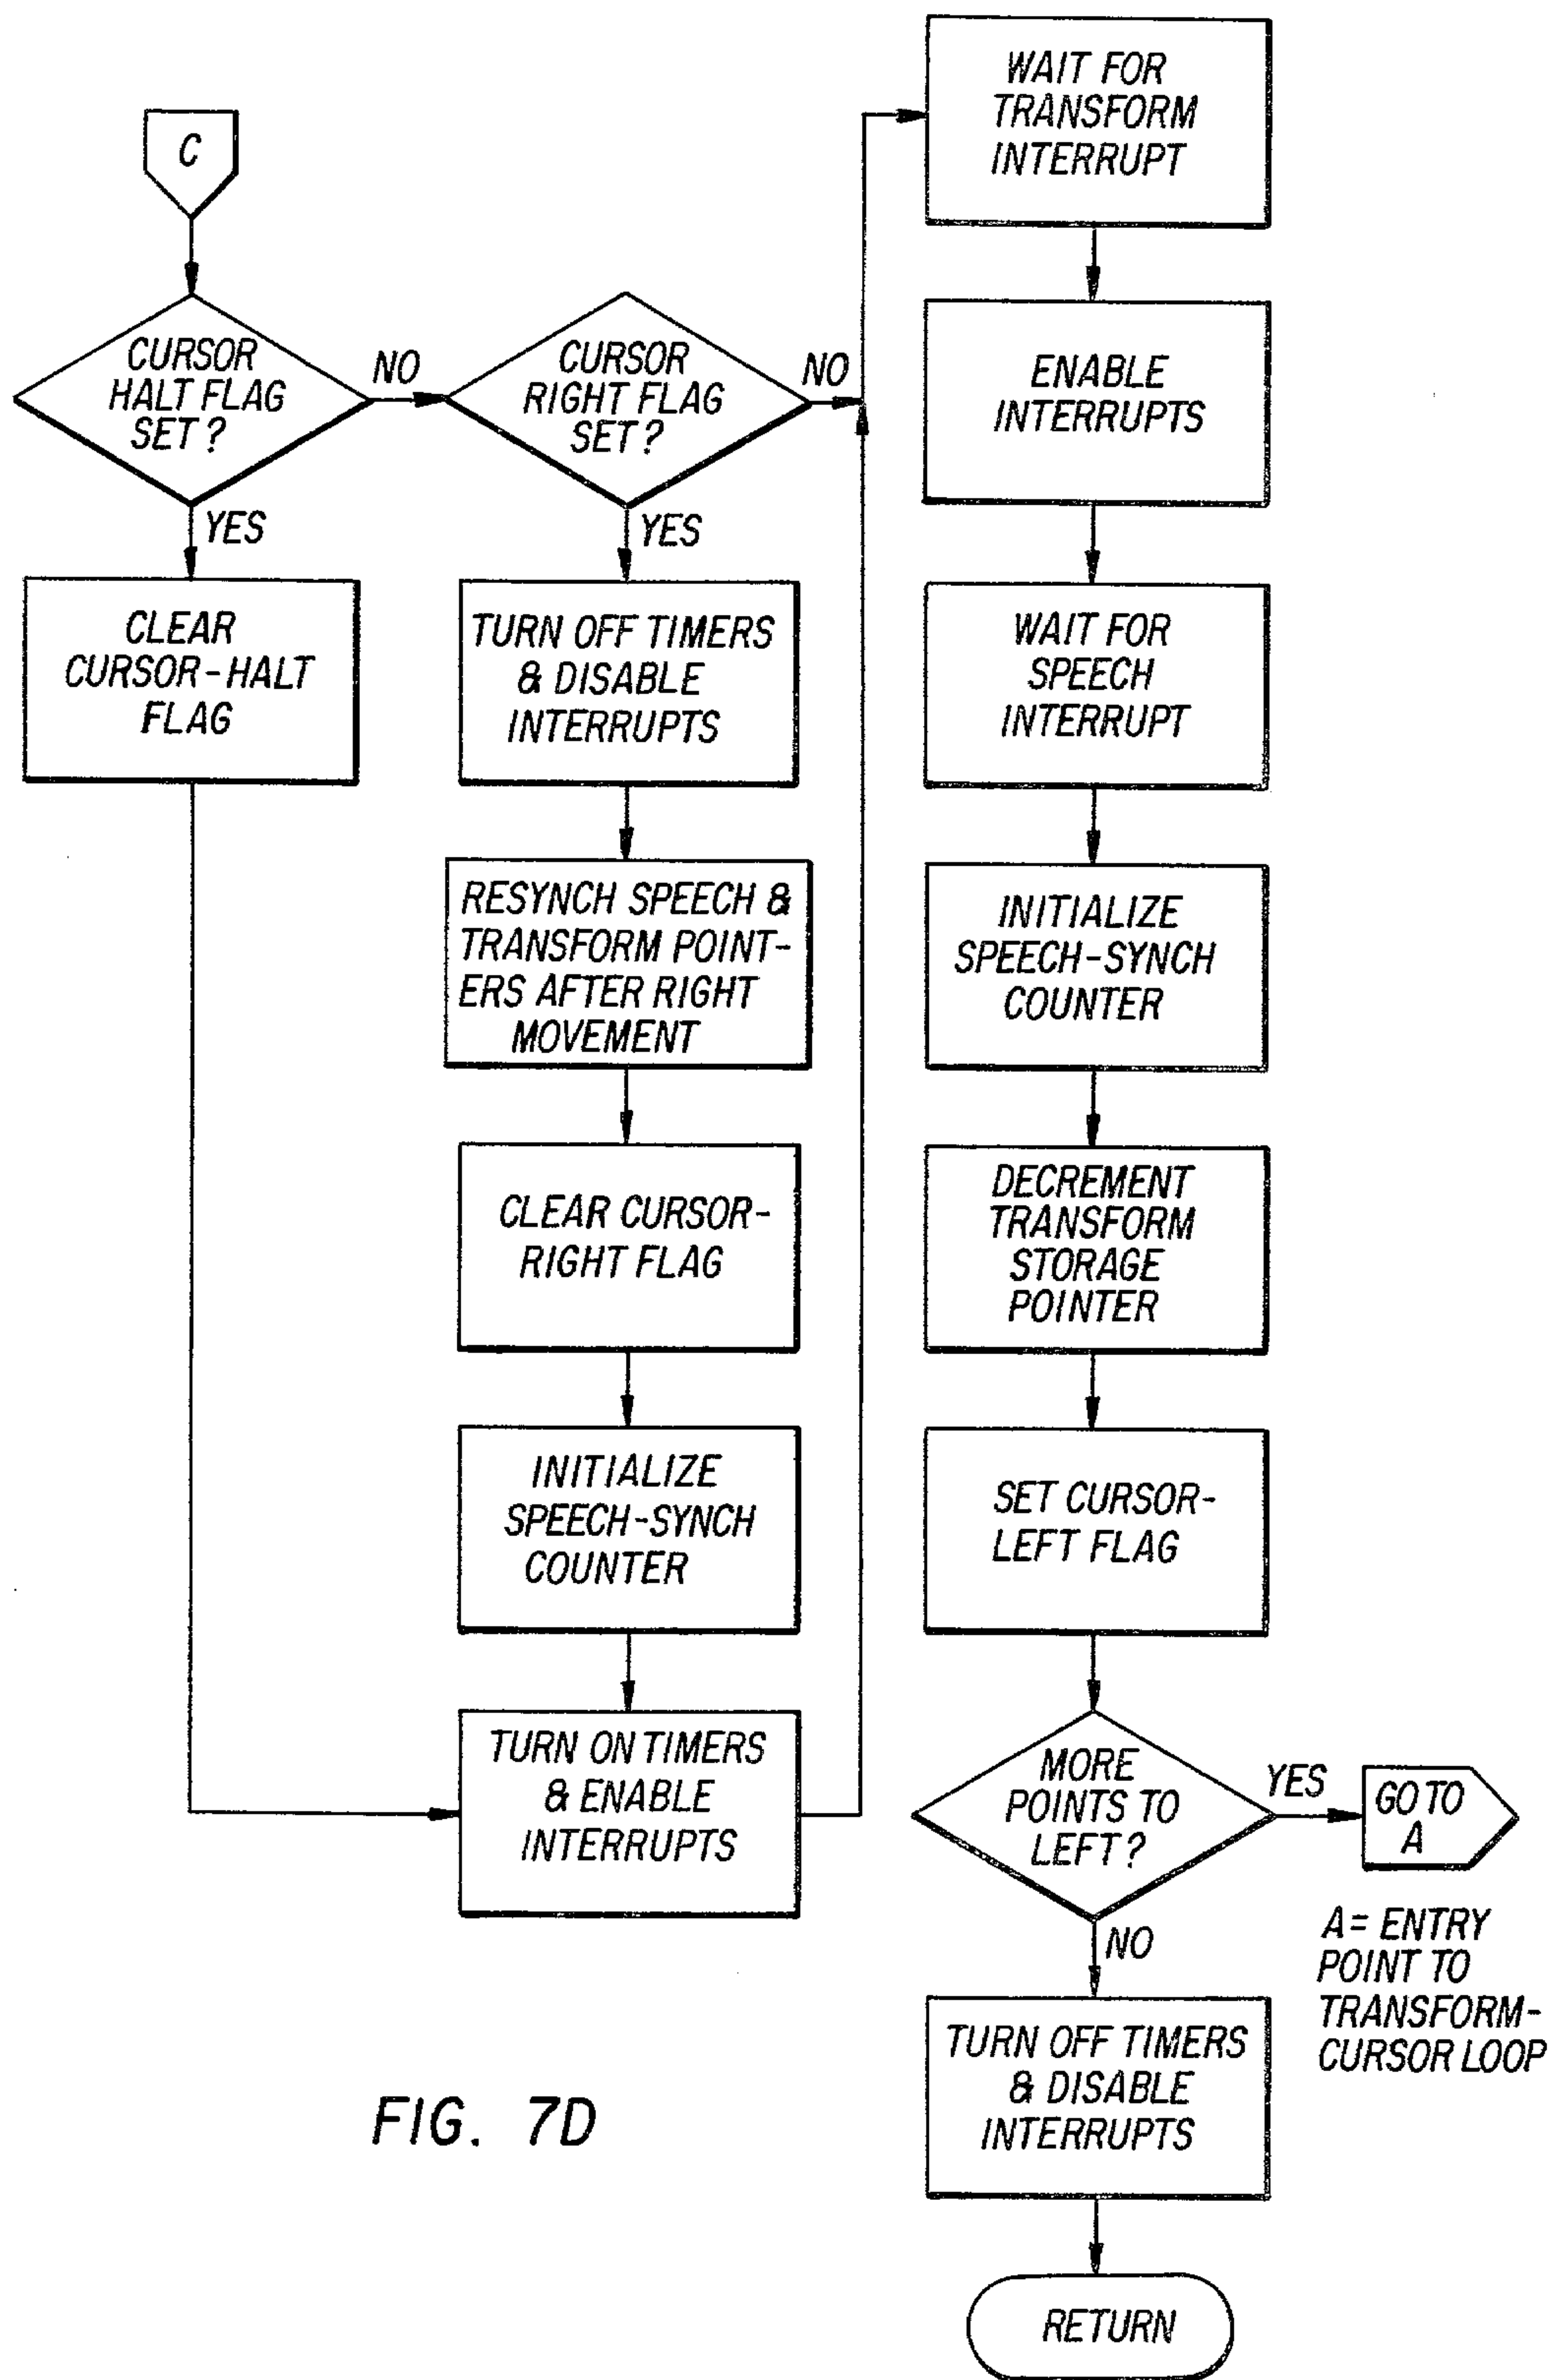 C
CURSOR
HALT FLAG
SET?
NO
YES
CLEAR
CURSOR-HALT
FLAG
CURSOR
RIGHT FLAG
SET?
NO
YES
TURN OFF TIMERS
& DISABLE
INTERRUPTS
RESYNCH SPEECH &
TRANSFORM POINT-
ERS AFTER RIGHT
MOVEMENT
CLEAR CURSOR-
RIGHT FLAG
INITIALIZE
SPEECH-SYNCH
COUNTER
TURN ON TIMERS
& ENABLE
INTERRUPTS
WAIT FOR
TRANSFORM
INTERRUPT
ENABLE
INTERRUPTS
WAIT FOR
SPEECH
INTERRUPT
INITIALIZE
SPEECH-SYNCH
COUNTER
DECREMENT
TRANSFORM
STORAGE
POINTER
SET CURSOR-
LEFT FLAG
MORE
POINTS TO
LEFT?
YES
GO TO
A
A= ENTRY
POINT TO
TRANSFORM-
CURSOR LOOP
NO
TURN OFF TIMERS
& DISABLE
INTERRUPTS
RETURN
FIG. 7D